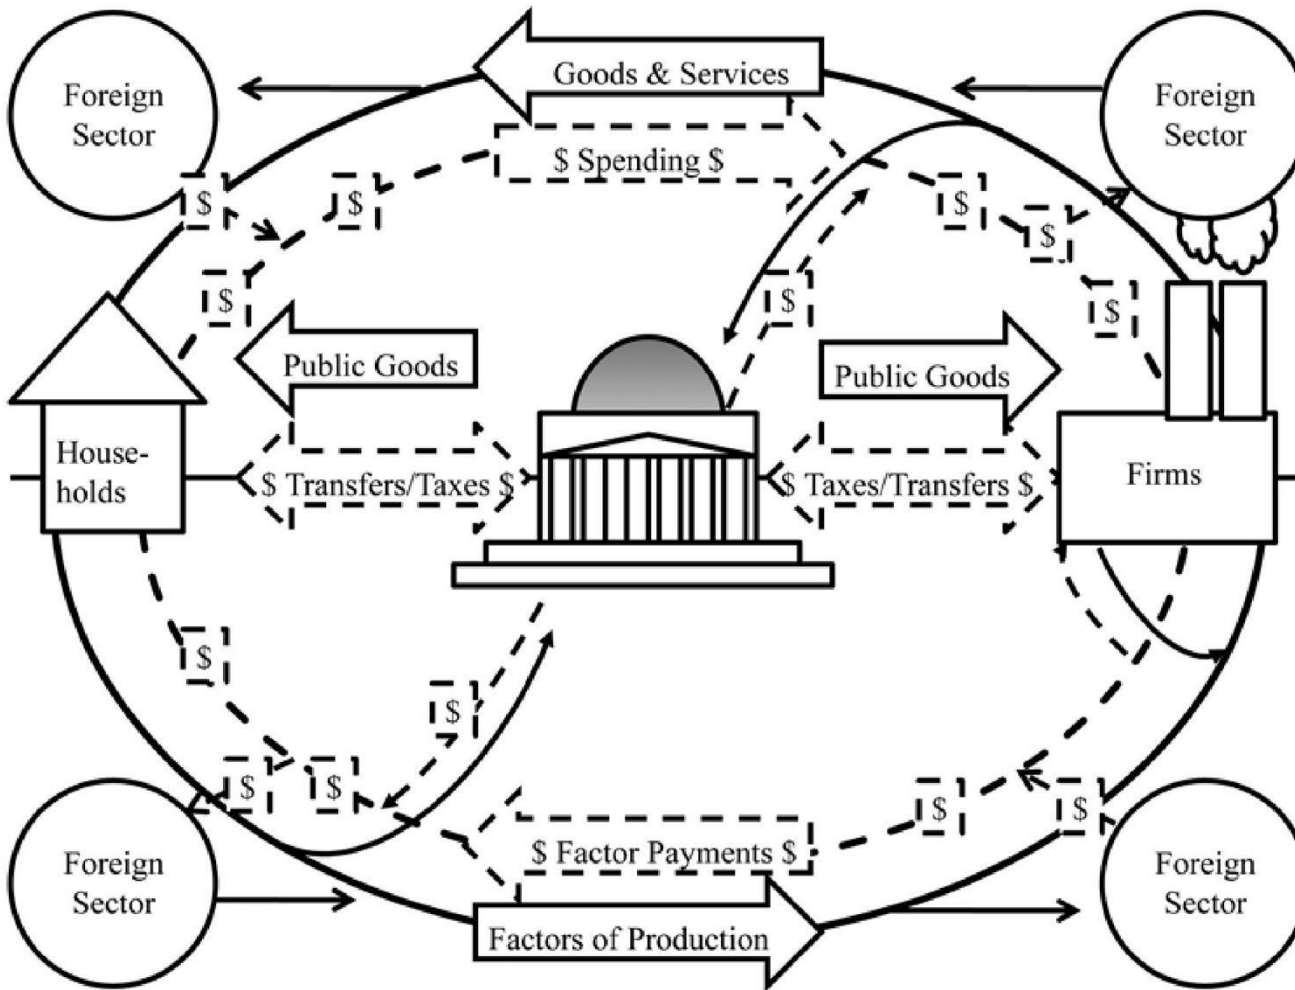 Goods & Services
Foreign
Sector
Foreign
Sector
$ Spending $
$
$
$
$
$
$
$
Public Goods
Public Goods
House-
holds
$ Transfers/Taxes $
$ Taxes/Transfers $
Firms
$
$
$
$
$
$
$ Factor Payments $
Foreign
Sector
Foreign
Sector
Factors of Production